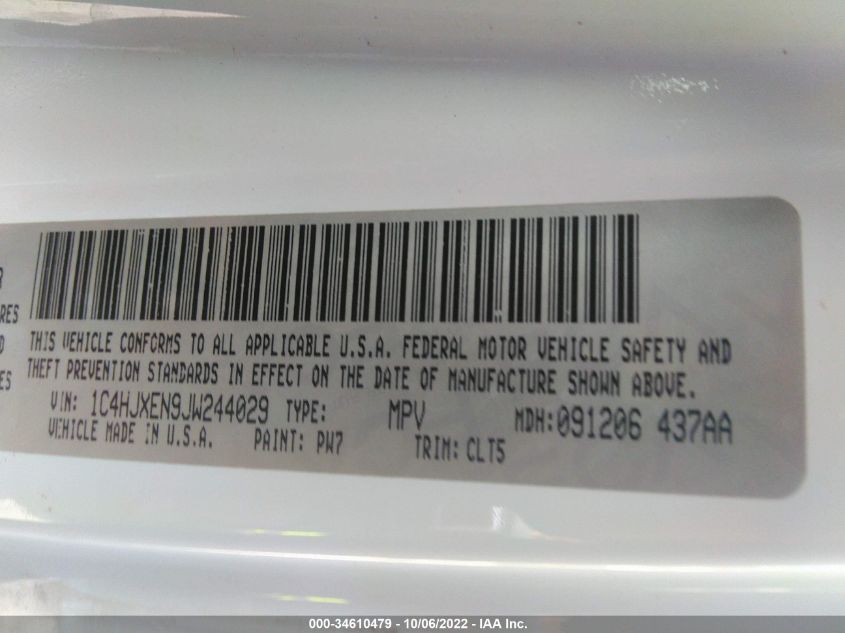 R
RES
D
ES
THIS VEHICLE CONFORMS TO ALL APPLICABLE U.S.A. FEDERAL MOTOR VEHICLE SAFETY AND
THEFT PREVENTION STANDARDS IN EFFECT ON THE DATE OF MANUFACTURE SHOWN ABOVE.
VIN: 1C4HJXEN9JW244029 TYPE: MPV MDH:091206 437AA
VEHICLE MADE IN U.S.A. PAINT: PW7 TRIM: CLT5
000-34610479 - 10/06/2022 - IAA Inc.